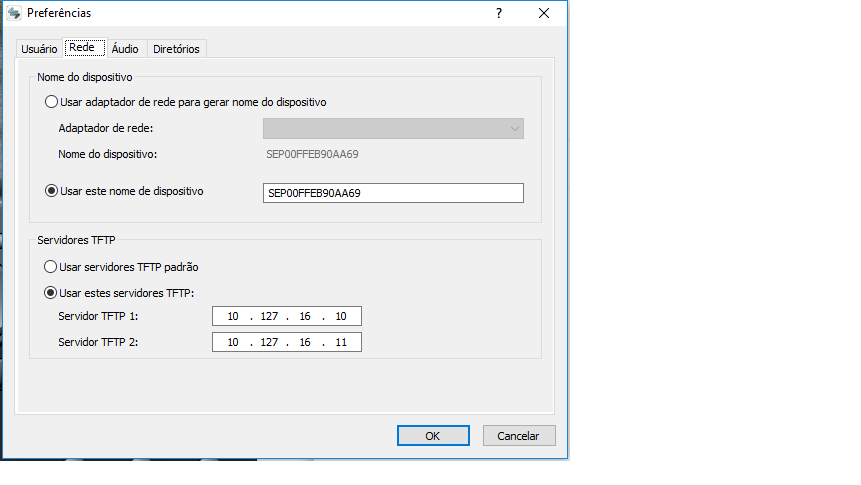 Preferências
?
Usuário Rede Áudio Diretórios
Nome do dispositivo
Usar adaptador de rede para gerar nome do dispositivo
Adaptador de rede:
Nome do dispositivo: SEP00FFEB90AA69
Usar este nome de dispositivo SEP00FFEB90AA69
Servidores TFTP
Usar servidores TFTP padrão
Usar estes servidores TFTP:
Servidor TFTP 1: 10 . 127 . 16 . 10
Servidor TFTP 2: 10 . 127 . 16 . 11
OK Cancelar